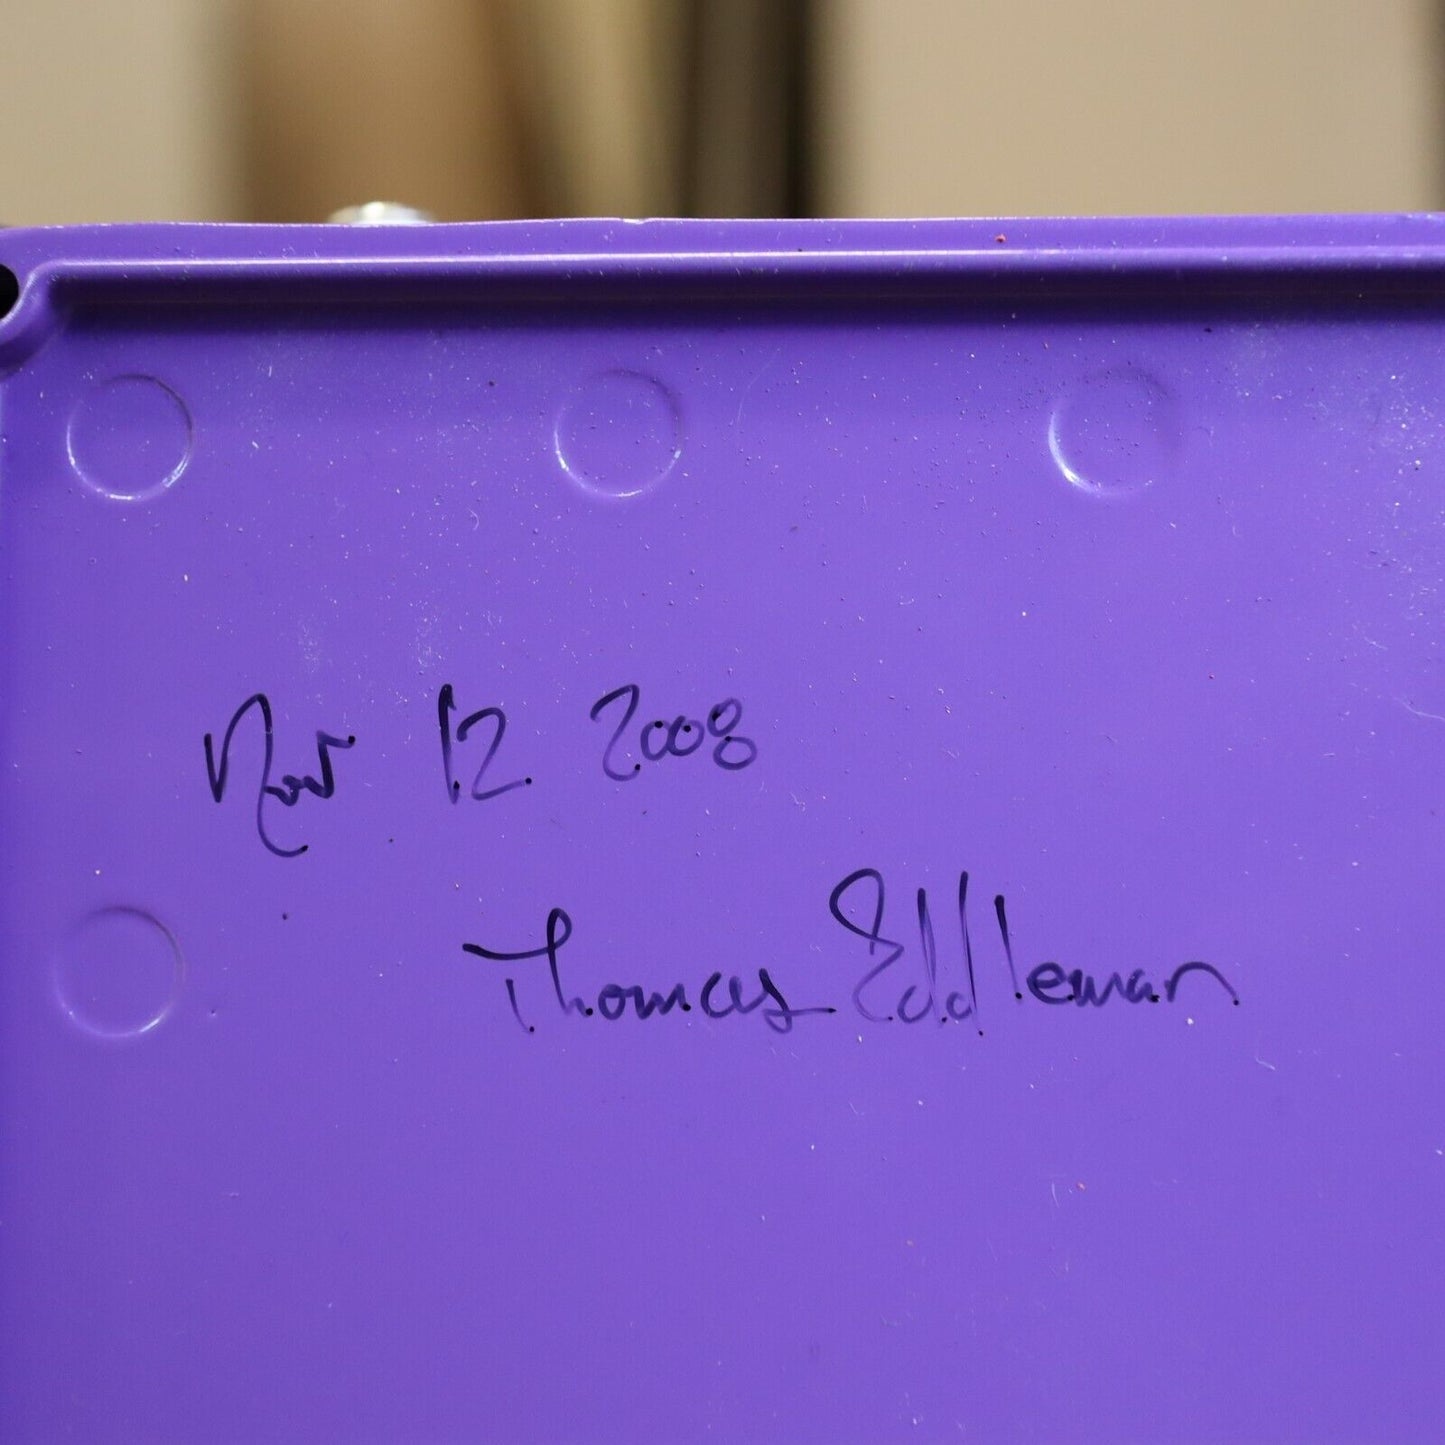 Nov 12 2008
Thomas Eddleman